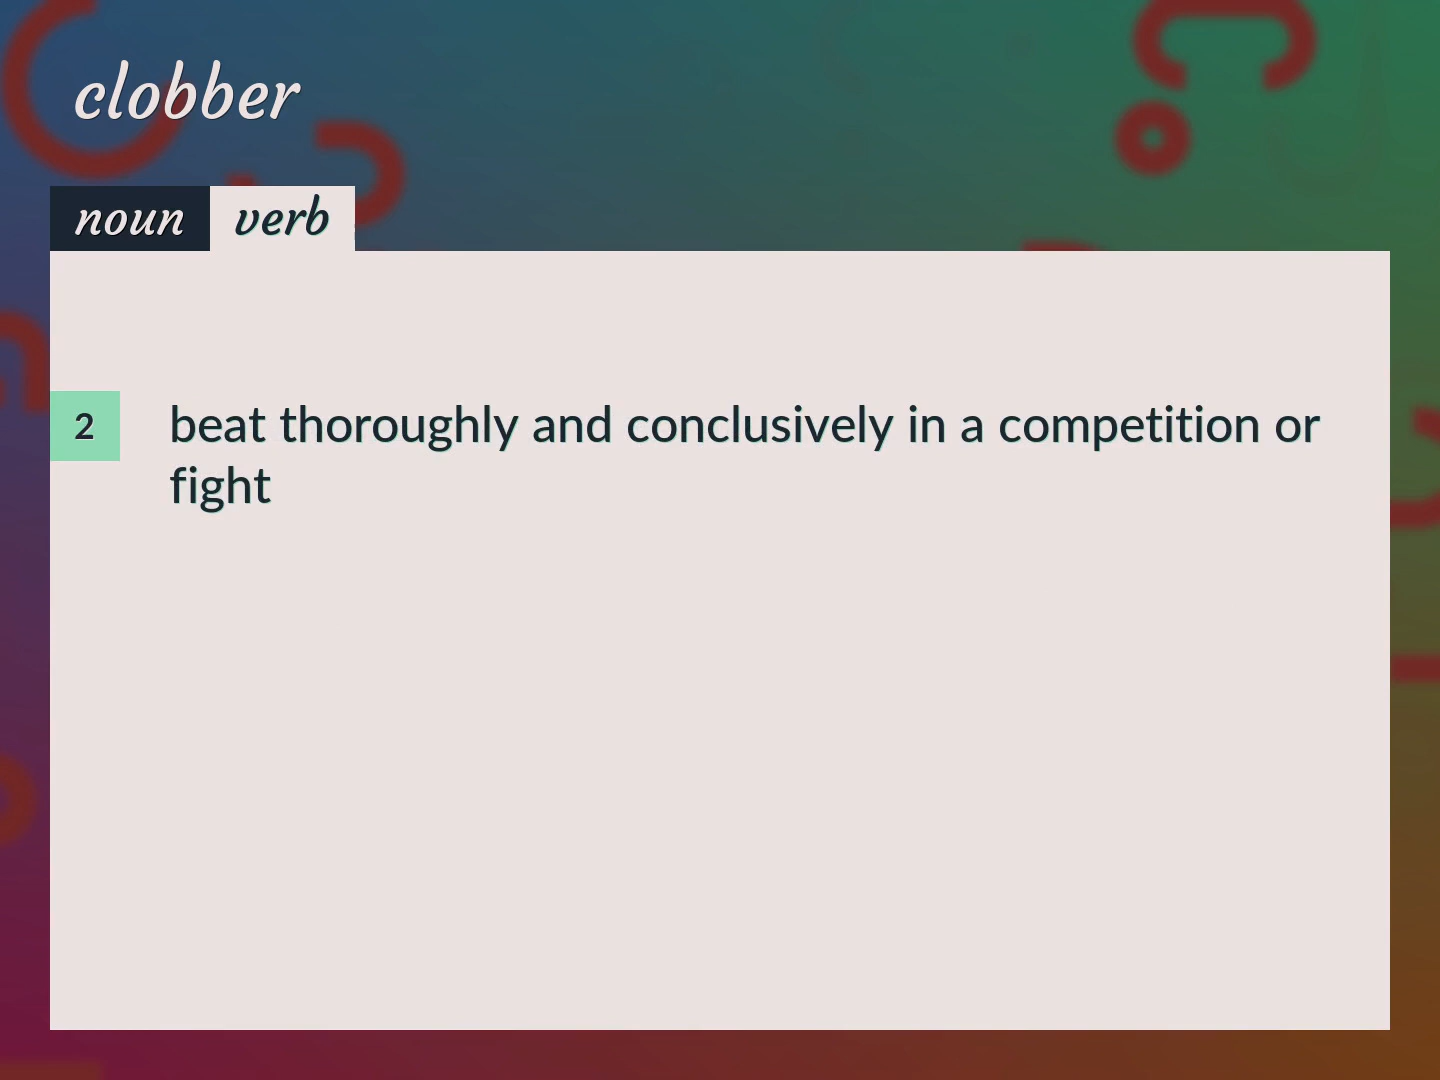 clobber
noun verb
2 beat thoroughly and conclusively in a competition or
fight